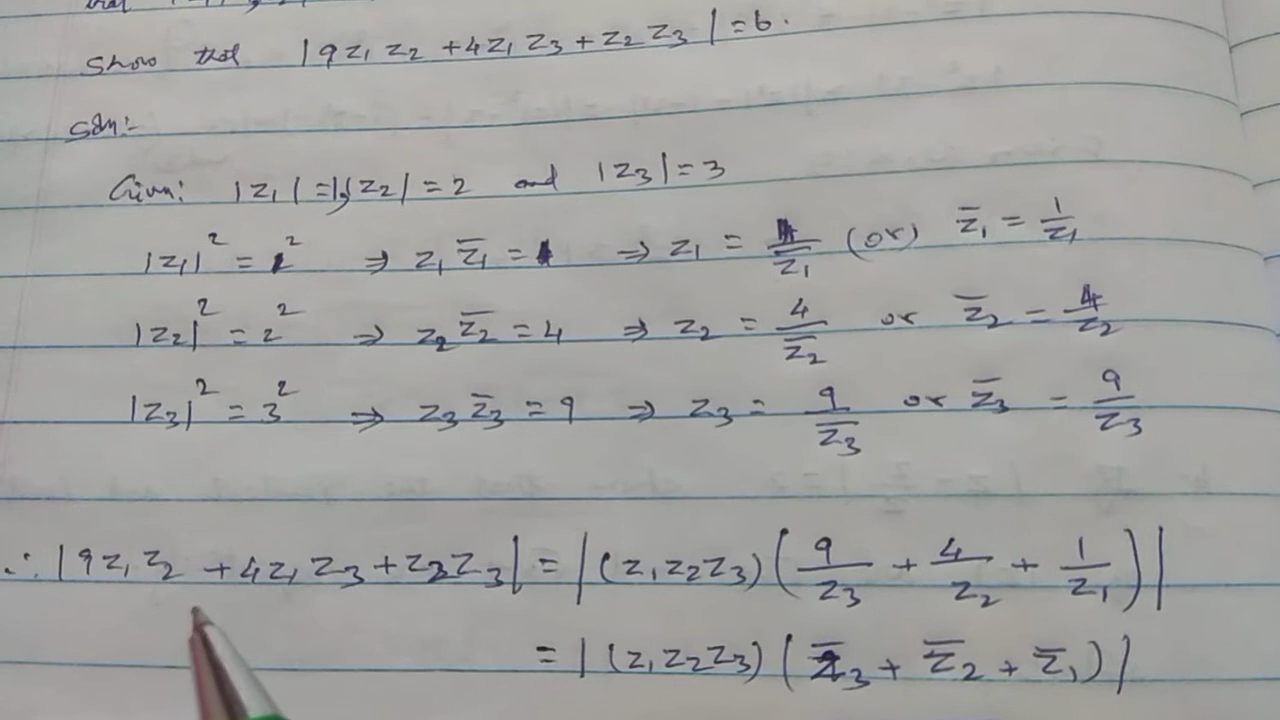 Show that |9z₁z₂ + 4z₁z₃ + z₂z₃| = 6.
Soln:-
Given: |z₁| = 1, |z₂| = 2 and |z₃| = 3
|z₁|² = 1² ⇒ z₁z̄₁ = 1 ⇒ z₁ = 1/z̄₁ (or) z̄₁ = 1/z₁
|z₂|² = 2² ⇒ z₂z̄₂ = 4 ⇒ z₂ = 4/z̄₂ or z̄₂ = 4/z₂
|z₃|² = 3² ⇒ z₃z̄₃ = 9 ⇒ z₃ = 9/z̄₃ or z̄₃ = 9/z₃
∴ |9z₁z₂ + 4z₁z₃ + z₂z₃| = |(z₁z₂z₃)(9/z₃ + 4/z₂ + 1/z₁)|
= |(z₁z₂z₃)(z̄₃ + z̄₂ + z̄₁)|